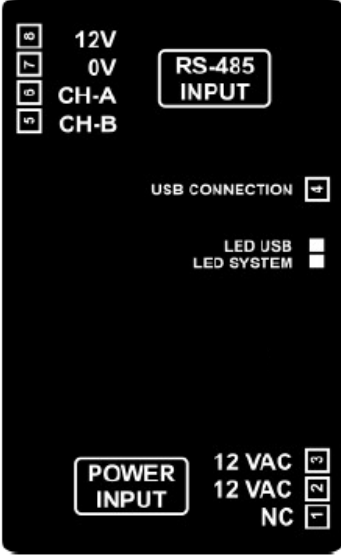 8 12V
7 0V
6 CH-A
5 CH-B
RS-485
INPUT
USB CONNECTION 4
LED USB
LED SYSTEM
POWER
INPUT
12 VAC 3
12 VAC 2
NC 1